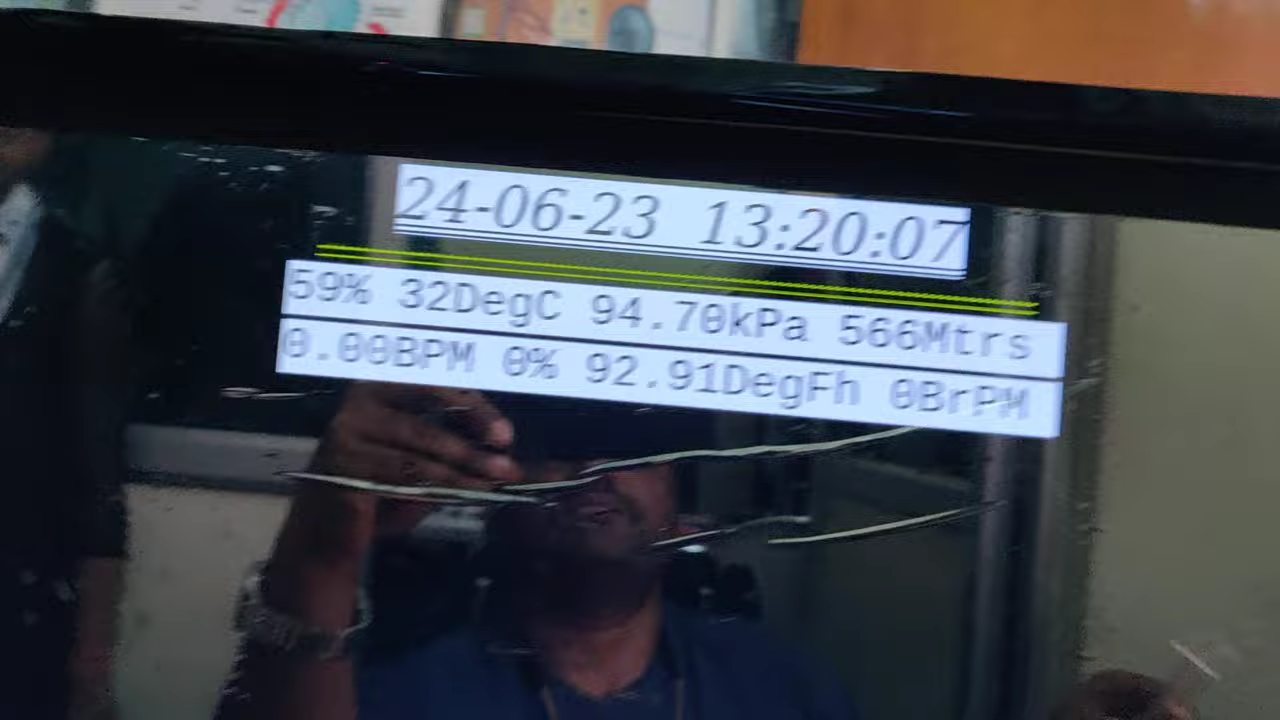 24-06-23 13:20:07
59% 32DegC 94.70kPa 566Mtrs
0.00BPM 0% 92.91DegFh 0BrPM